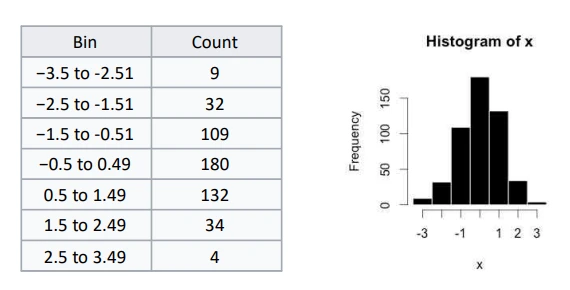 Bin Count
−3.5 to -2.51 9
−2.5 to -1.51 32
−1.5 to -0.51 109
−0.5 to 0.49 180
0.5 to 1.49 132
1.5 to 2.49 34
2.5 to 3.49 4
Histogram of x
Frequency
150
100
50
0
-3 -1 1 2 3
x